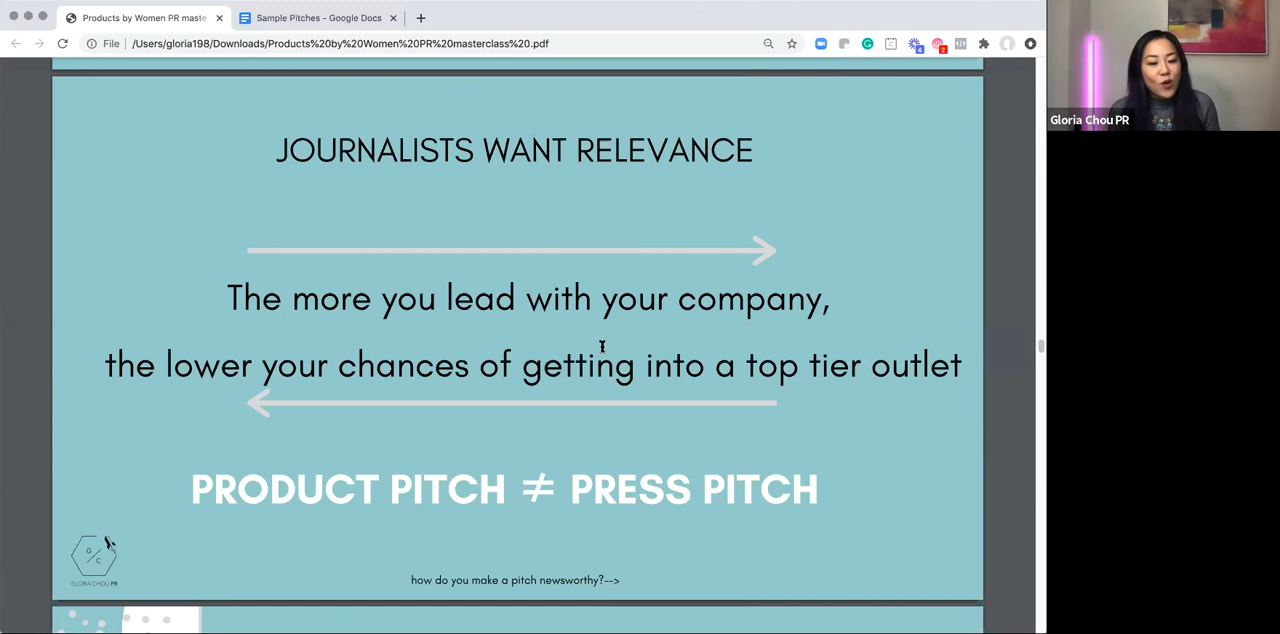 Products by Women PR maste
Sample Pitches - Google Docs
File
/Users/gloria198/Downloads/Products%20by%20Women%20PR%20masterclass%20.pdf
4
2
Gloria Chou PR
JOURNALISTS WANT RELEVANCE
The more you lead with your company,
the lower your chances of getting into a top tier outlet
PRODUCT PITCH ≠ PRESS PITCH
G
C
GLORIA CHOU PR
how do you make a pitch newsworthy?-->